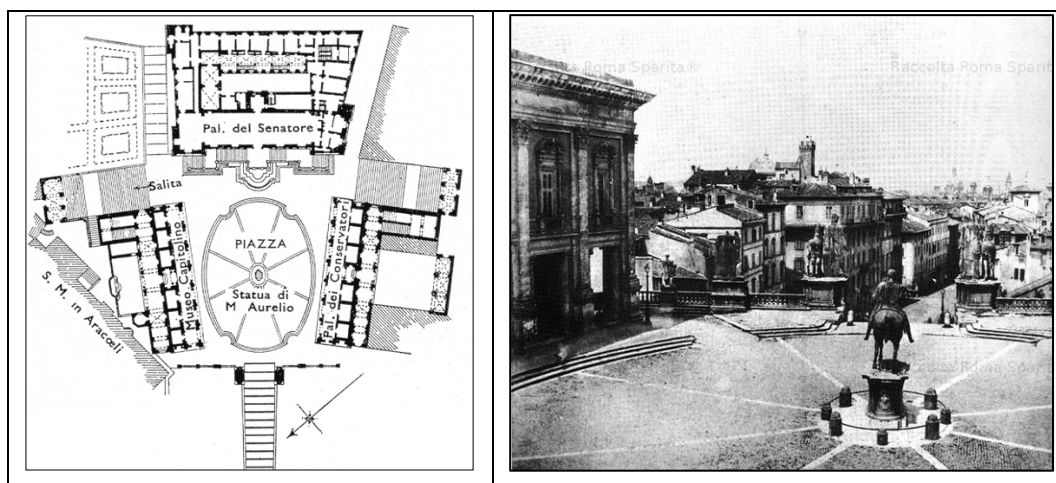 Pal. del Senatore
Salita
Museo Capitolino
PIAZZA
Statua di
M Aurelio
Pal. dei Conservatori
S. M. in Aracœli
Raccolta Roma Sparita®
Raccolta Roma Sparita